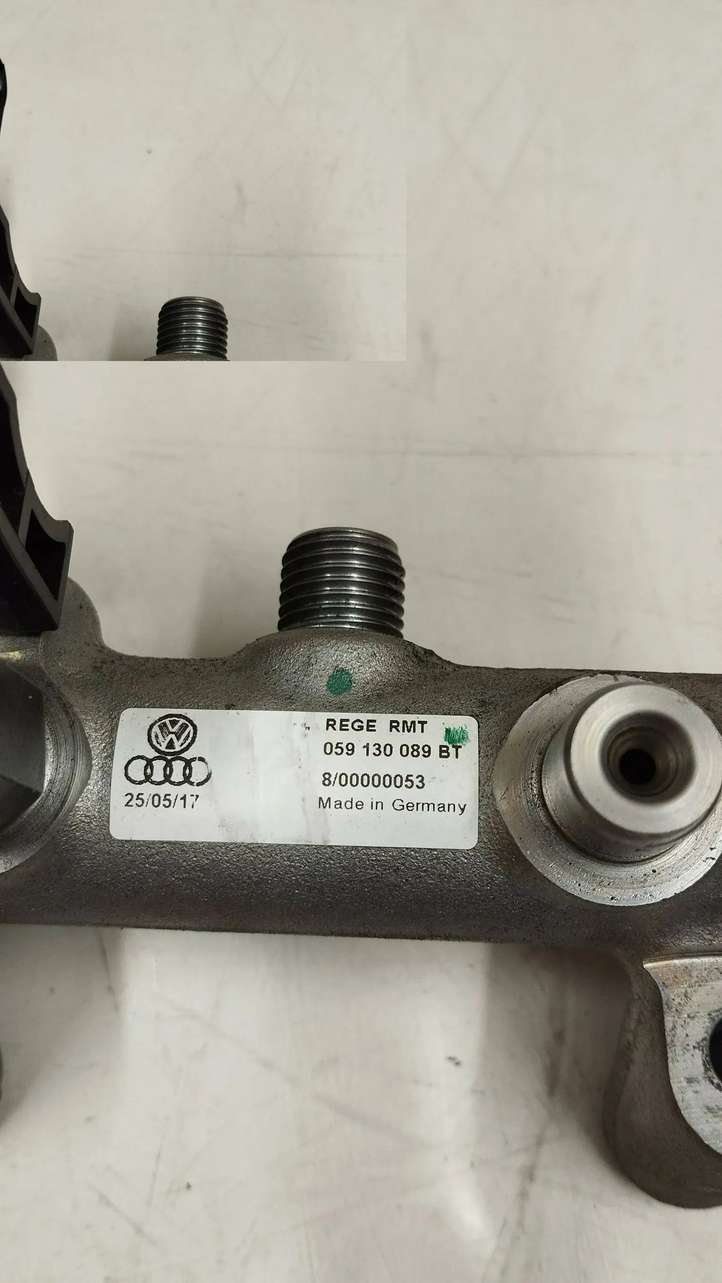 REGE RMT
059 130 089 BT
8/00000053
25/05/17
Made in Germany